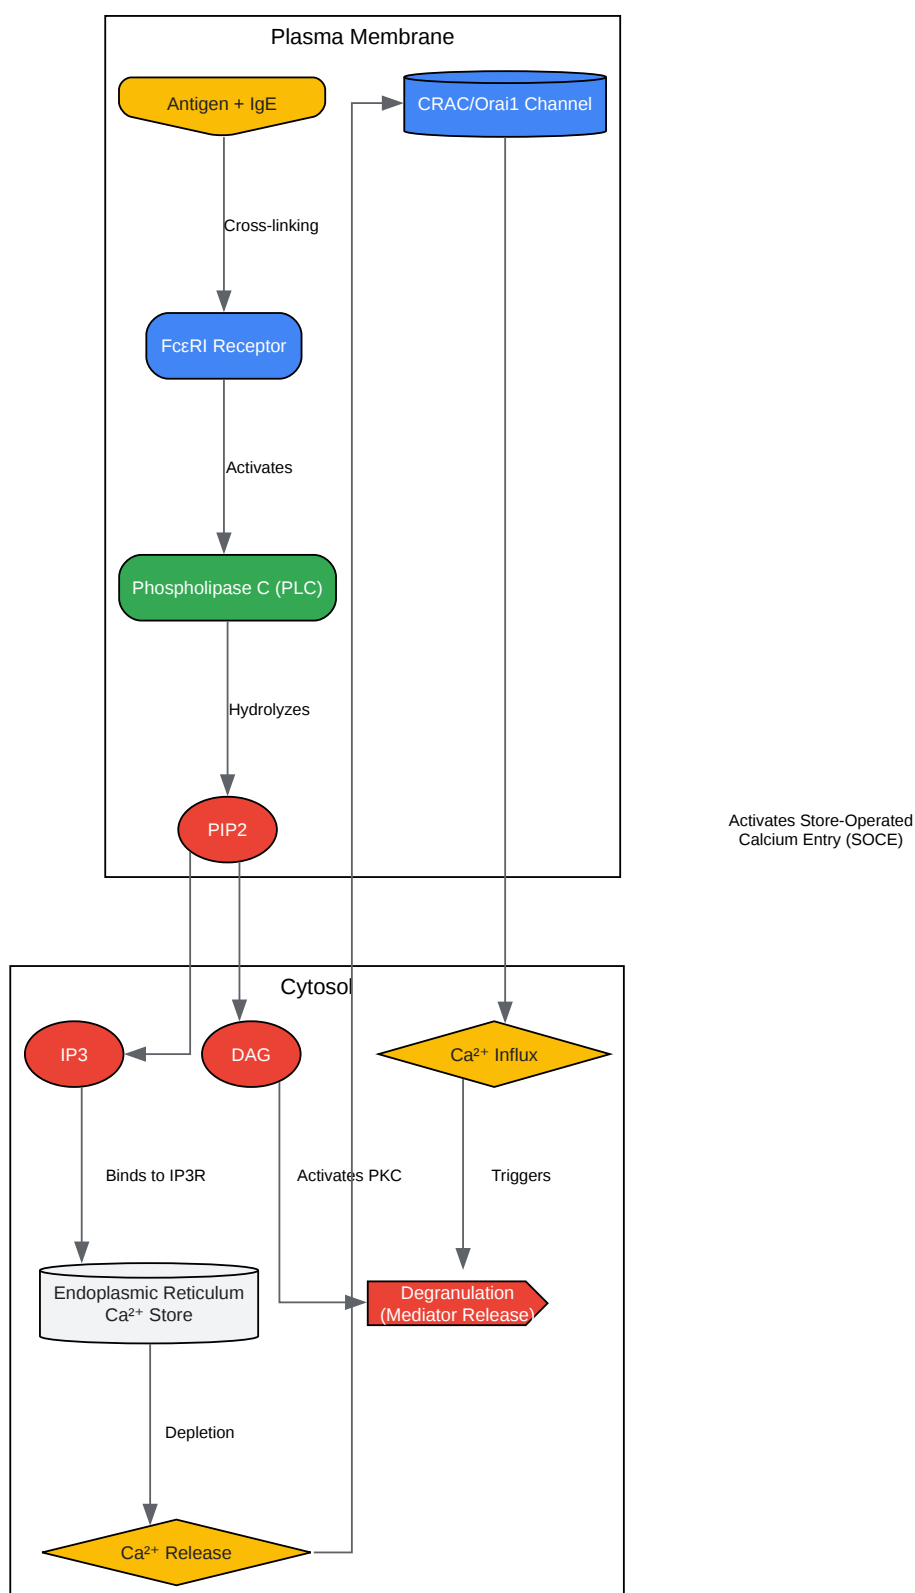 Plasma Membrane
Antigen + IgE
CRAC/Orai1 Channel
Cross-linking
FcεRI Receptor
Activates
Phospholipase C (PLC)
Hydrolyzes
PIP2
Activates Store-Operated
Calcium Entry (SOCE)
Cytosol
IP3
DAG
Ca²⁺ Influx
Binds to IP3R
Activates PKC
Triggers
Endoplasmic Reticulum
Ca²⁺ Store
Degranulation
(Mediator Release)
Depletion
Ca²⁺ Release